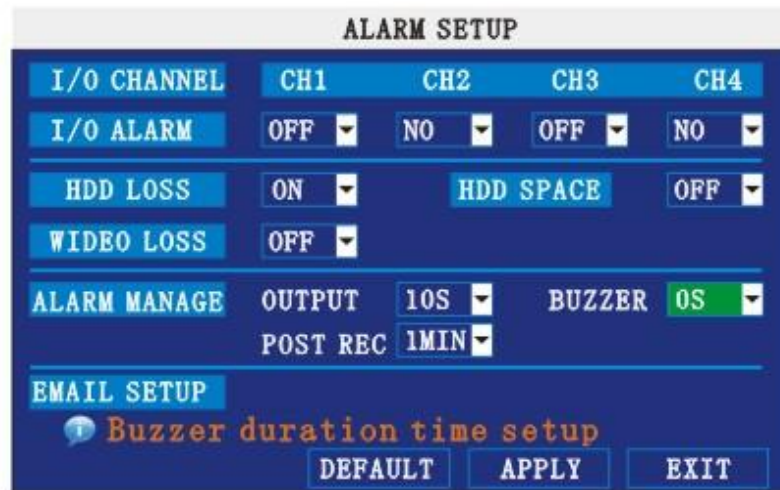 ALARM SETUP
I/O CHANNEL CH1 CH2 CH3 CH4
I/O ALARM OFF NO OFF NO
HDD LOSS ON HDD SPACE OFF
WIDEO LOSS OFF
ALARM MANAGE OUTPUT 10S BUZZER 0S
POST REC 1MIN
EMAIL SETUP
Buzzer duration time setup
DEFAULT APPLY EXIT